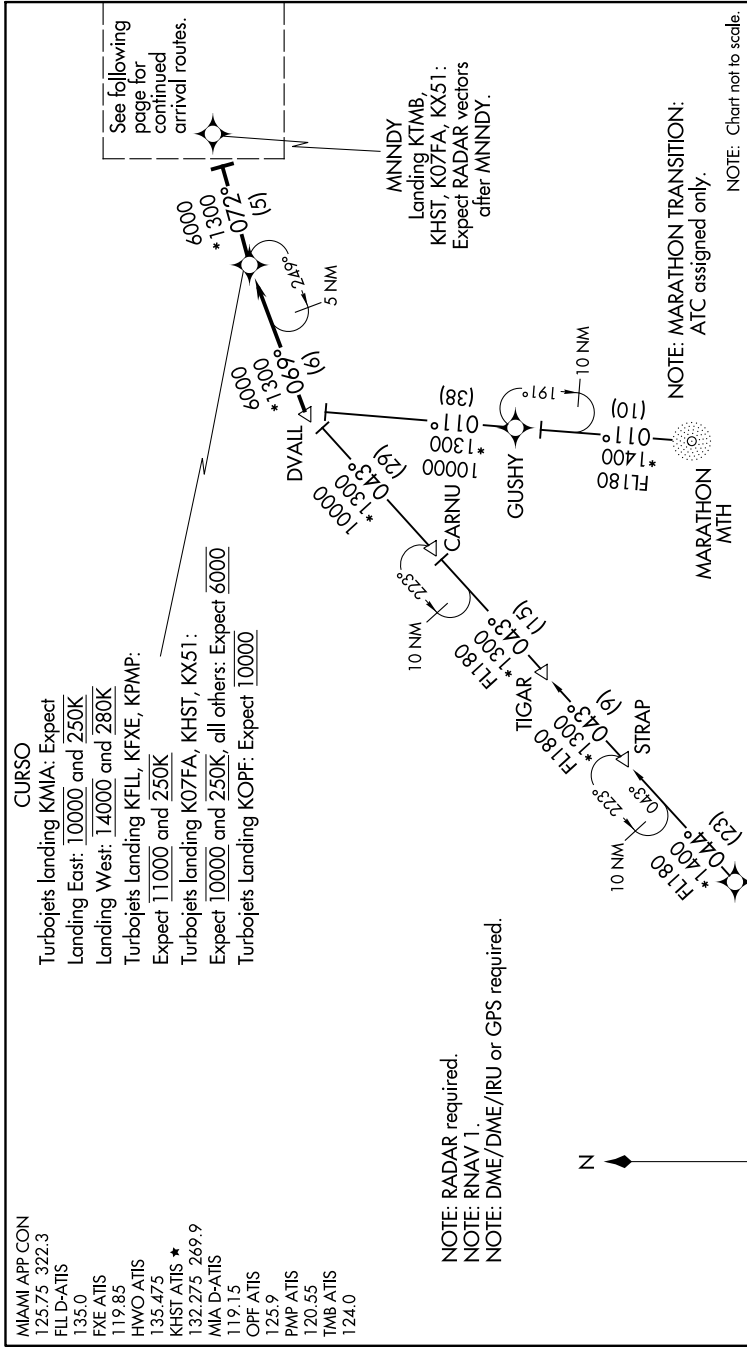 MIAMI APP CON
125.75 322.3
FLL D-ATIS
135.0
FXE ATIS
119.85
HWO ATIS
135.475
KHST ATIS ★
132.275 269.9
MIA D-ATIS
119.15
OPF ATIS
125.9
PMP ATIS
120.55
TMB ATIS
124.0
CURSO
Turbojets landing KMIA: Expect
Landing East: 10000 and 250K
Landing West: 14000 and 280K
Turbojets Landing KFLL, KFXE, KPMP:
Expect 11000 and 250K
Turbojets landing K07FA, KHST, KX51:
Expect 10000 and 250K, all others: Expect 6000
Turbojets Landing KOPF: Expect 10000
See following
page for
continued
arrival routes.
MNNDY
Landing KTMB,
KHST, K07FA, KX51:
Expect RADAR vectors
after MNNDY.
6000
*1300
072°
(5)
249°
5 NM
6000
*1300
069°
(6)
DVALL
10000
*1300
043°
(29)
10000
*1300
011°
(38)
CARNU
223°
10 NM
GUSHY
191°
10 NM
FL180
*1300
043°
(15)
TIGAR
FL180
*1300
043°
(9)
STRAP
223°
043°
10 NM
FL180
*1400
044°
(23)
FL180
*1400
011°
(10)
MARATHON
MTH
NOTE: MARATHON TRANSITION:
ATC assigned only.
NOTE: RADAR required.
NOTE: RNAV 1.
NOTE: DME/DME/IRU or GPS required.
N
NOTE: Chart not to scale.